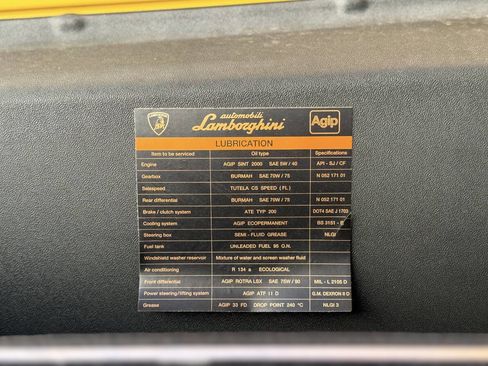 automobili
Lamborghini
Agip
LUBRICATION
Item to be serviced Oil type Specifications
Engine AGIP SINT 2000 SAE 5W / 40 API - SJ / CF
Gearbox BURMAH SAE 70W / 75 N 052 171 01
Selespeed TUTELA CS SPEED ( FL )
Rear differential BURMAH SAE 70W / 75 N 052 171 01
Brake / clutch system ATE TYP 200 DOT4 SAE J 1703
Cooling system AGIP ECOPERMANENT BS 3151 - B
Steering box SEMI - FLUID GREASE NLGI
Fuel tank UNLEADED FUEL 95 O.N.
Windshield washer reservoir Mixture of water and screen washer fluid
Air conditioning R 134 a ECOLOGICAL
Front differential AGIP ROTRA LSX SAE 75W / 90 MIL - L 2105 D
Power steering/lifting system AGIP ATF II D G.M. DEXRON II D
Grease AGIP 33 FD DROP POINT 240 °C NLGI 3